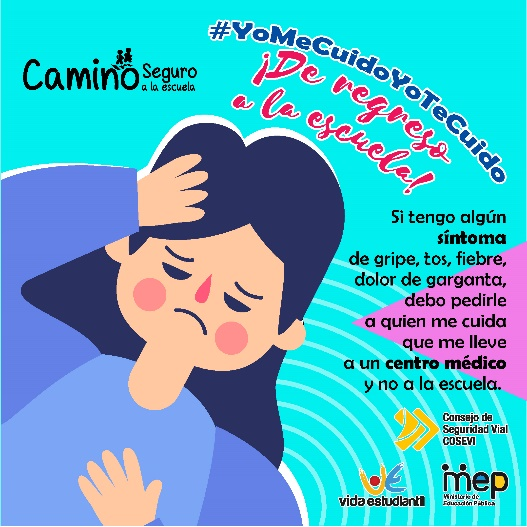 #YoMeCuidoYoTeCuido
Camino Seguro
a la escuela
¡De regreso
a la escuela!
Si tengo algún
síntoma
de gripe, tos, fiebre,
dolor de garganta,
debo pedirle
a quien me cuida
que me lleve
a un centro médico
y no a la escuela.
Consejo de
Seguridad Vial
COSEVI
vida estudiantil
mep
Ministerio de
Educación Pública